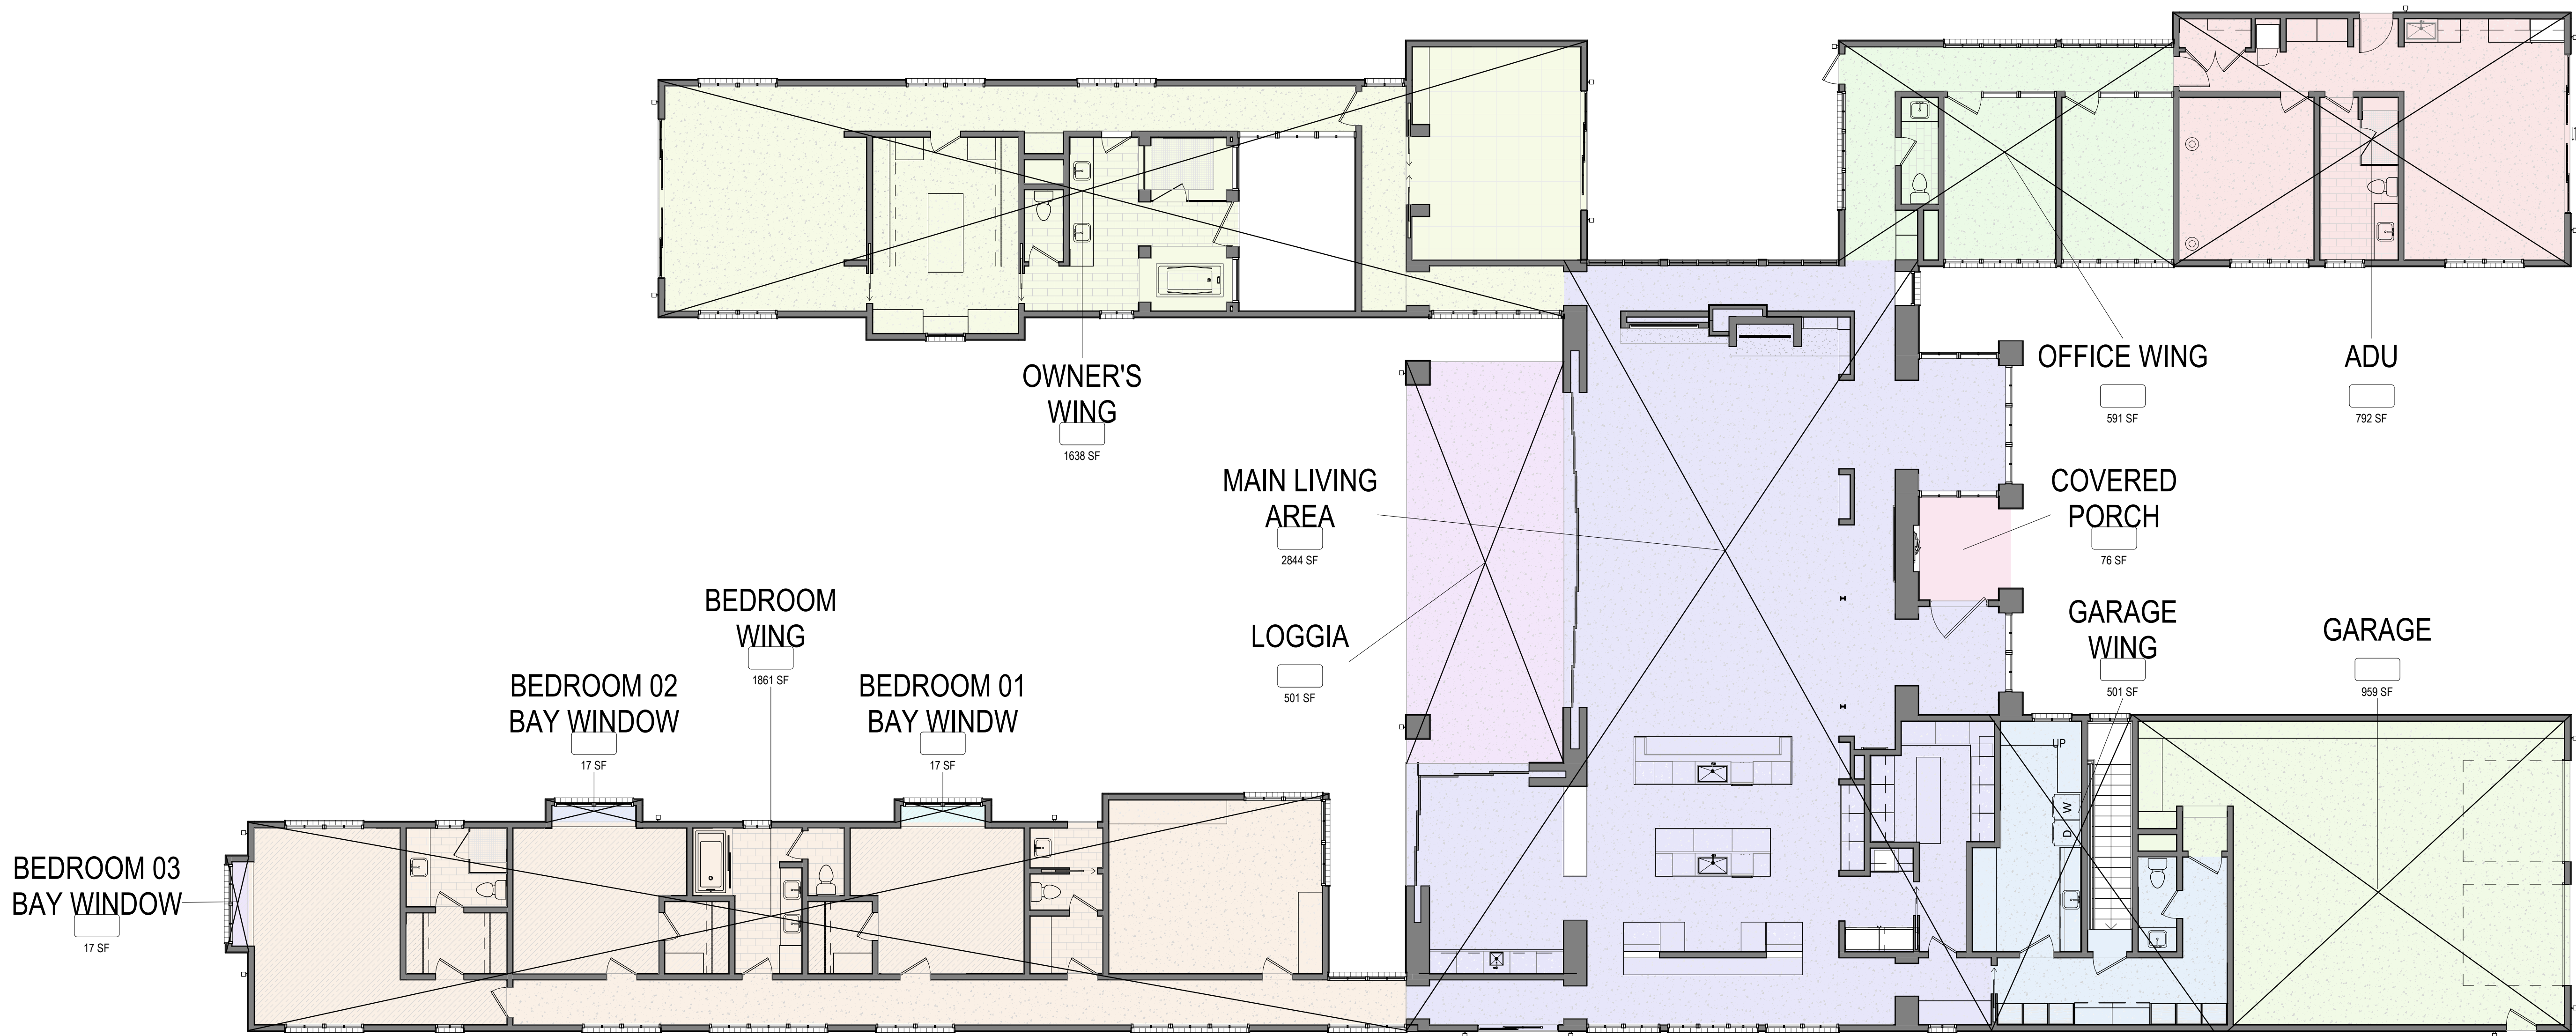 OWNER'S
WING
1638 SF
OFFICE WING
591 SF
ADU
792 SF
MAIN LIVING
AREA
2844 SF
COVERED
PORCH
76 SF
BEDROOM
WING
1861 SF
LOGGIA
501 SF
GARAGE
WING
501 SF
GARAGE
959 SF
BEDROOM 02
BAY WINDOW
17 SF
BEDROOM 01
BAY WINDW
17 SF
BEDROOM 03
BAY WINDOW
17 SF
UP
W
D